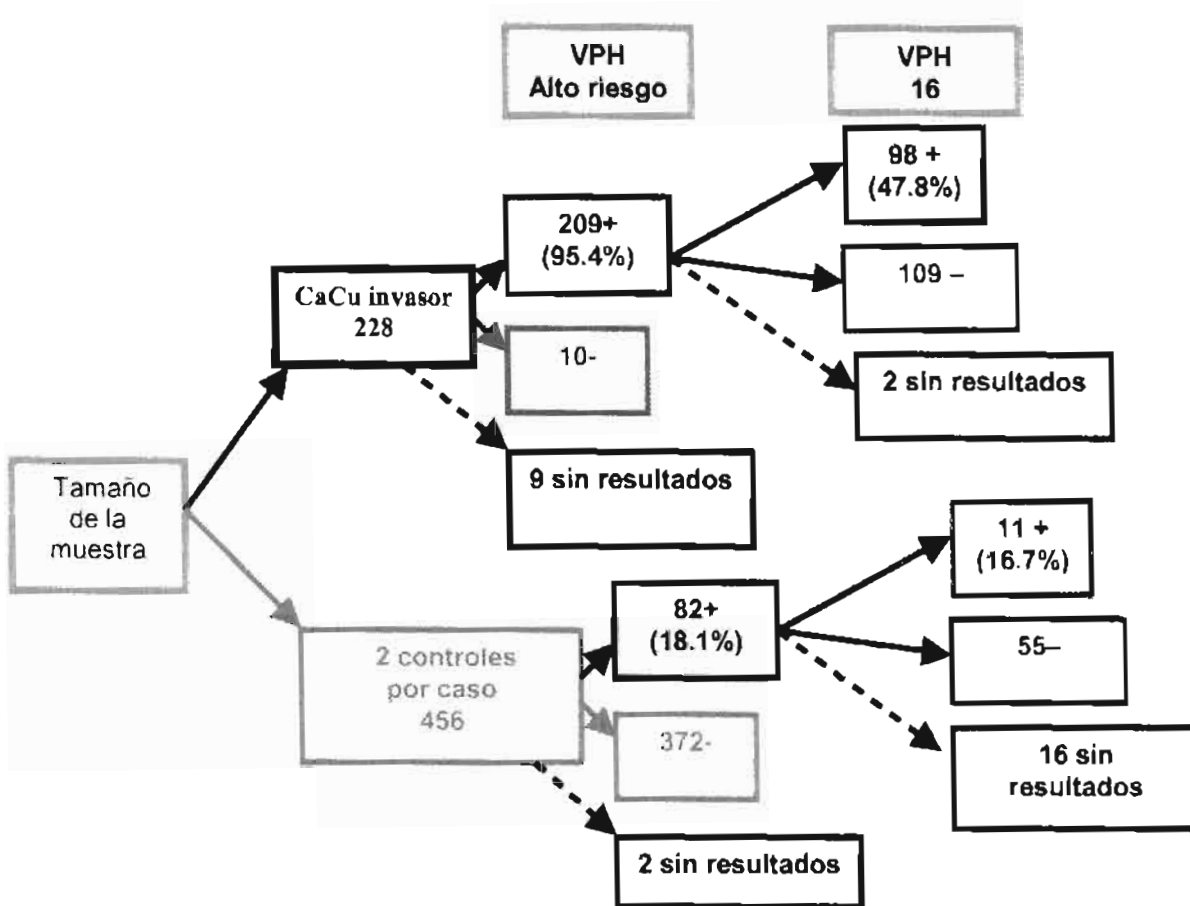 VPH
Alto riesgo
VPH
16
98 +
(47.8%)
209+
(95.4%)
109 –
CaCu invasor
228
10-
2 sin resultados
9 sin resultados
Tamaño
de la
muestra
11 +
(16.7%)
82+
(18.1%)
55–
2 controles
por caso
456
372-
16 sin
resultados
2 sin resultados